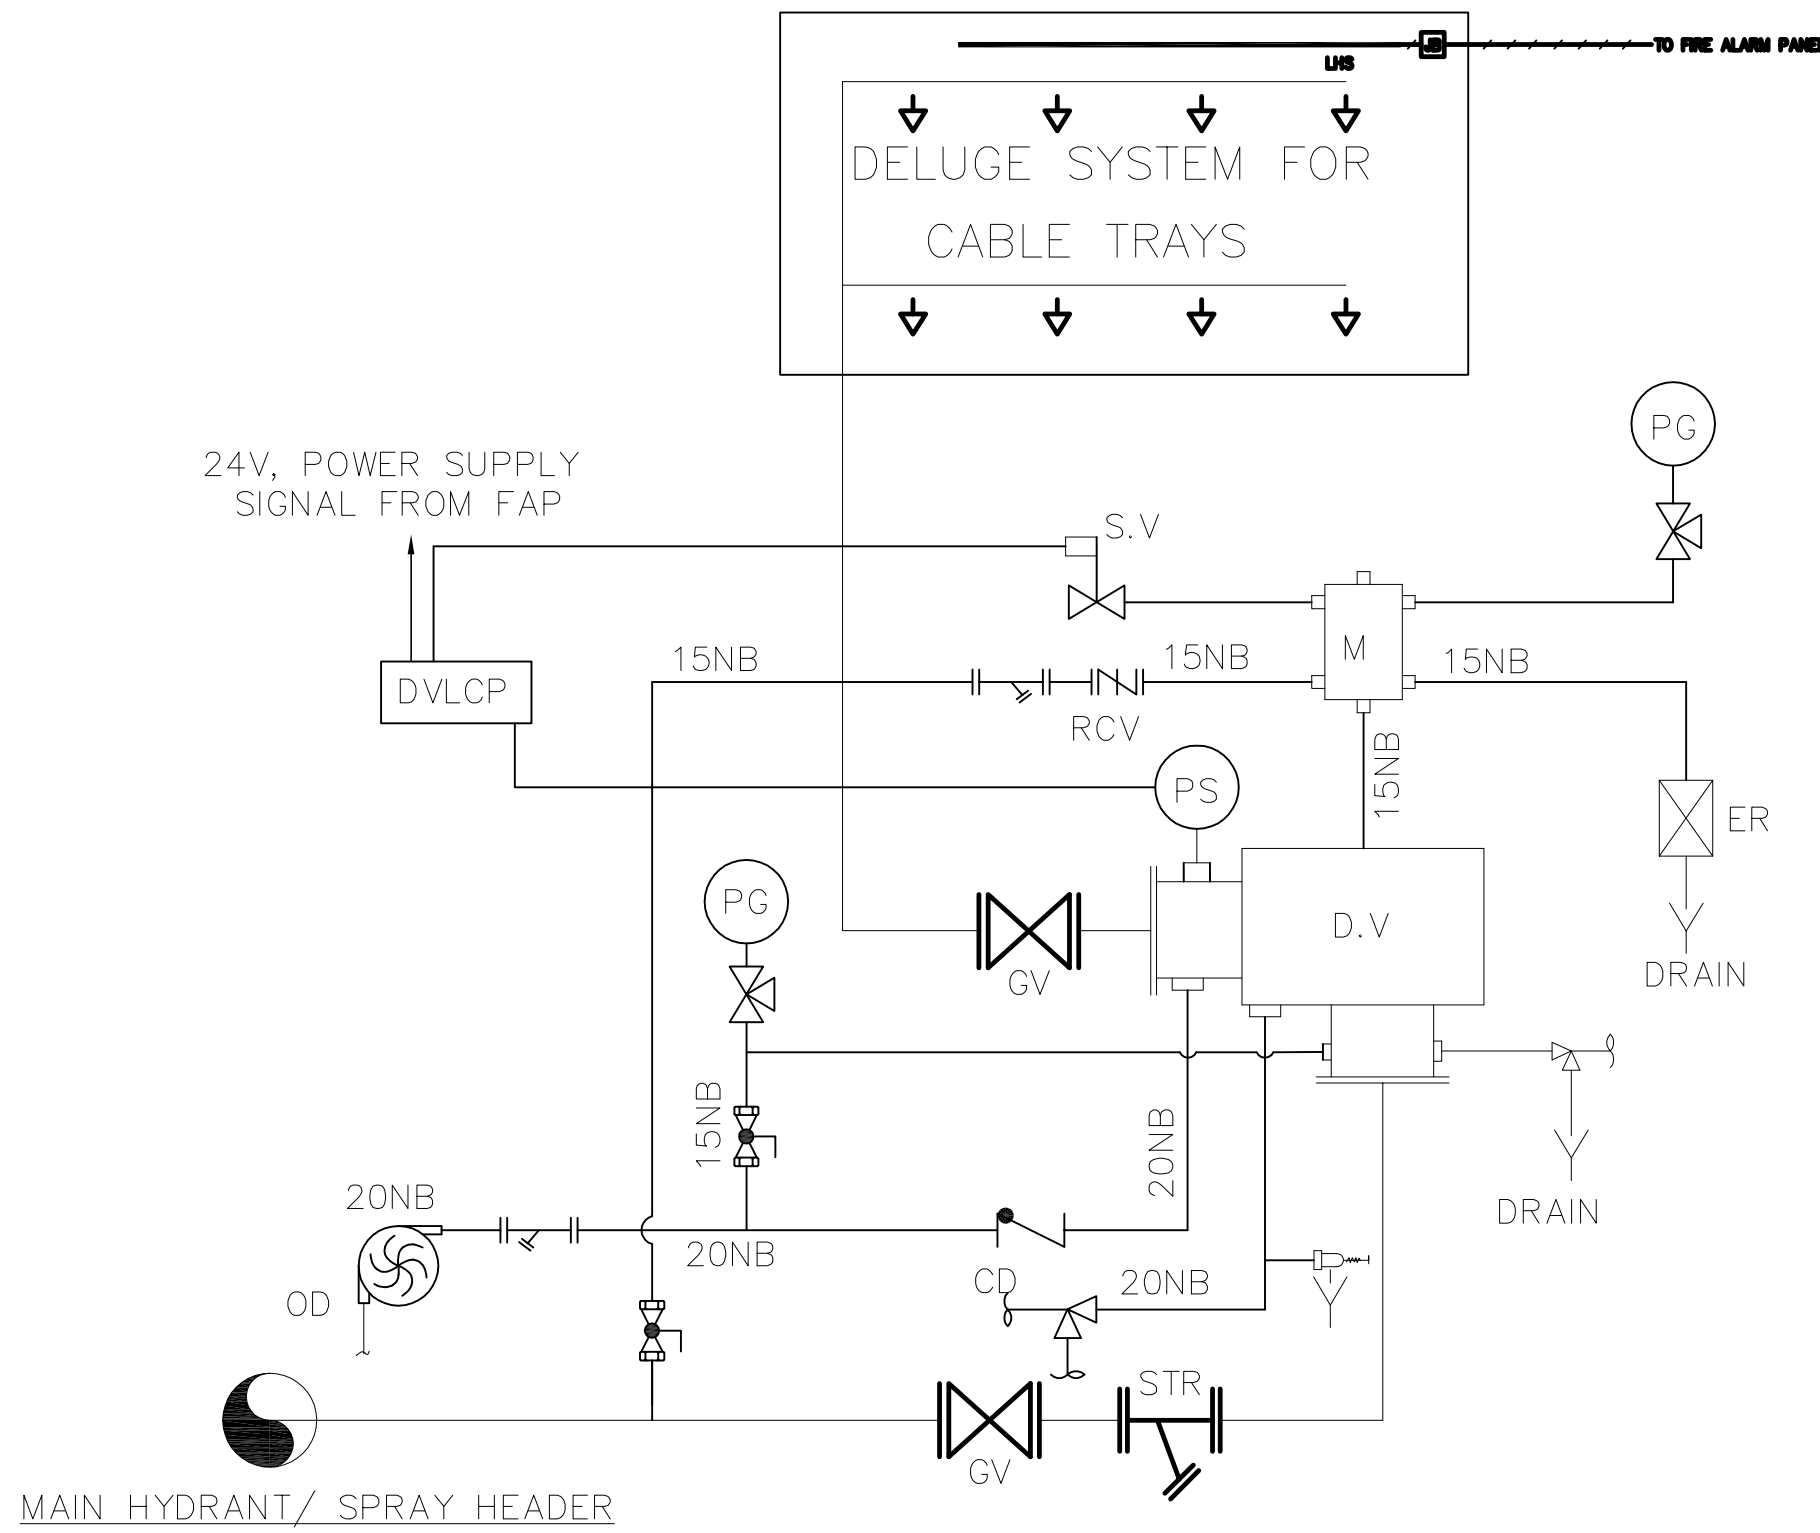 JB
TO FIRE ALARM PANEL
LHS
DELUGE SYSTEM FOR
CABLE TRAYS
PG
24V, POWER SUPPLY
SIGNAL FROM FAP
S.V
M
15NB
15NB
15NB
DVLCP
RCV
15NB
PS
ER
PG
D.V
GV
DRAIN
15NB
20NB
20NB
DRAIN
20NB
CD
20NB
OD
STR
GV
MAIN HYDRANT/ SPRAY HEADER